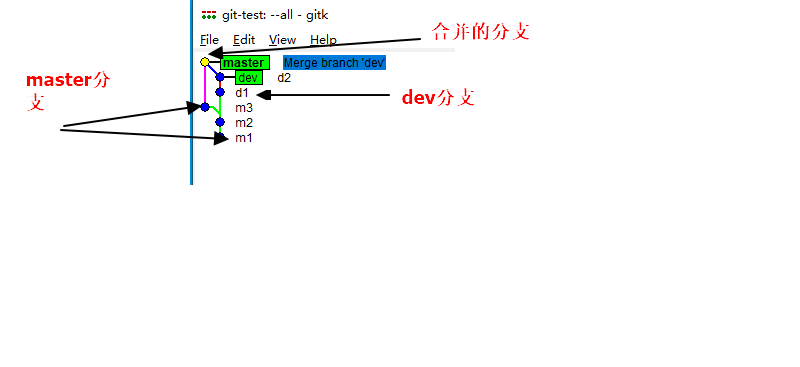 git-test: --all - gitk
合并的分支
File Edit View Help
master Merge branch 'dev
master分
支
dev d2
d1
dev分支
m3
m2
m1